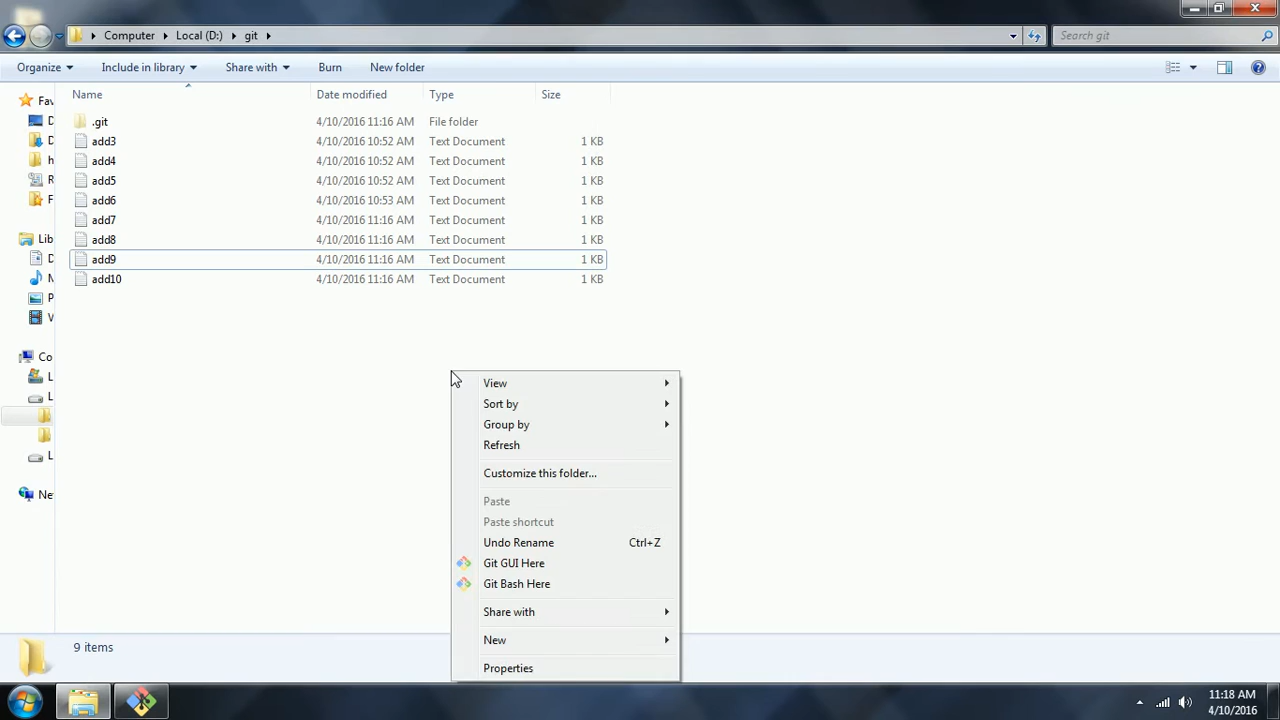 Computer Local (D:) git
Search git
Organize Include in library Share with Burn New folder
Name Date modified Type Size
.git 4/10/2016 11:16 AM File folder
add3 4/10/2016 10:52 AM Text Document 1 KB
add4 4/10/2016 10:52 AM Text Document 1 KB
add5 4/10/2016 10:52 AM Text Document 1 KB
add6 4/10/2016 10:53 AM Text Document 1 KB
add7 4/10/2016 11:16 AM Text Document 1 KB
add8 4/10/2016 11:16 AM Text Document 1 KB
add9 4/10/2016 11:16 AM Text Document 1 KB
add10 4/10/2016 11:16 AM Text Document 1 KB
Fav
D
D
h
R
F
Lib
D
M
P
V
Co
L
L
L
Ne
View
Sort by
Group by
Refresh
Customize this folder...
Paste
Paste shortcut
Undo Rename Ctrl+Z
Git GUI Here
Git Bash Here
Share with
New
Properties
9 items
11:18 AM
4/10/2016